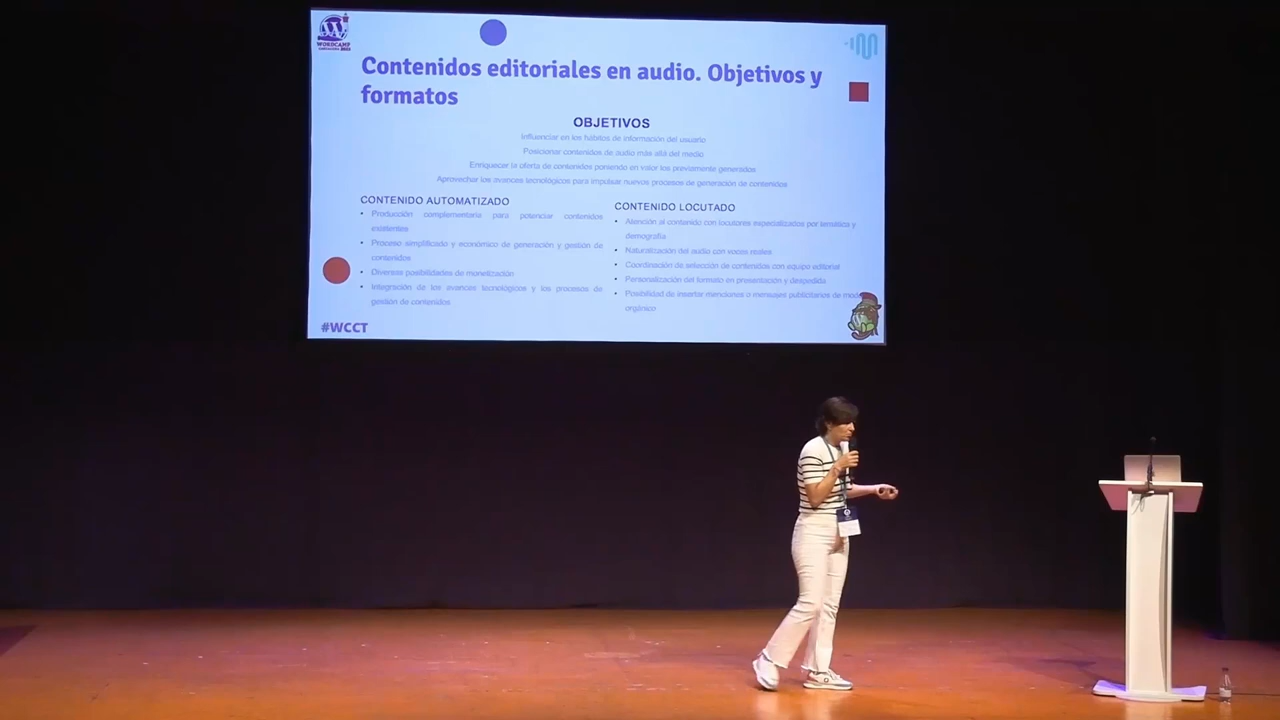 WORDCAMP
Contenidos editoriales en audio. Objetivos y
formatos
OBJETIVOS
Influenciar en los hábitos de información del usuario
Posicionar contenidos de audio más allá del medio
Enriquecer la oferta de contenidos poniendo en valor los previamente generados
Aprovechar los avances tecnológicos para impulsar nuevos procesos de generación de contenidos
CONTENIDO AUTOMATIZADO
• Producción complementaria para potenciar contenidos
existentes
• Proceso simplificado y económico de generación y gestión de
contenidos
• Diversas posibilidades de monetización
• Integración de los avances tecnológicos y los procesos de
gestión de contenidos
CONTENIDO LOCUTADO
• Atención al contenido con locutores especializados por temática y
demografía
• Naturalización del audio con voces reales
• Coordinación de selección de contenidos con equipo editorial
• Personalización del formato en presentación y despedida
• Posibilidad de insertar menciones o mensajes publicitarios de modo
orgánico
#WCCT